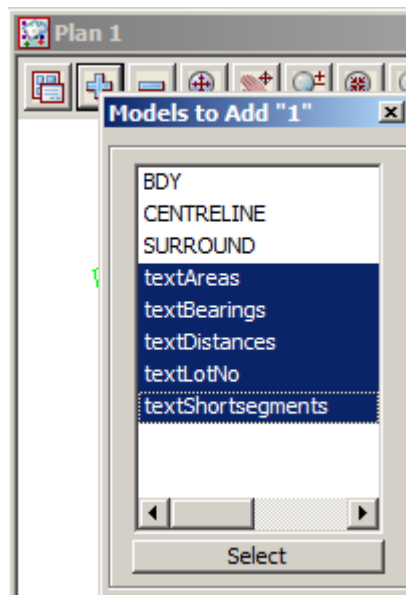 Plan 1
Models to Add "1"
BDY
CENTRELINE
SURROUND
textAreas
textBearings
textDistances
textLotNo
textShortsegments
Select